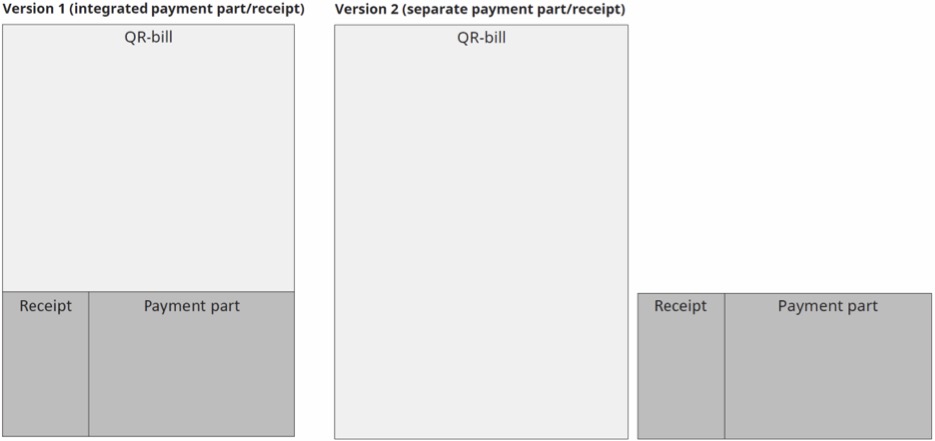 Version 1 (integrated payment part/receipt)
QR-bill
Receipt
Payment part
Version 2 (separate payment part/receipt)
QR-bill
Receipt
Payment part